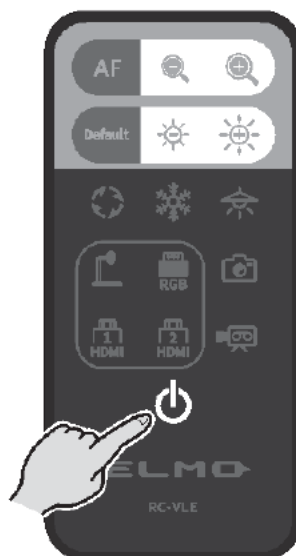 AF
Default
RGB
1
2
HDMI
HDMI
ELMO
RC-VLE